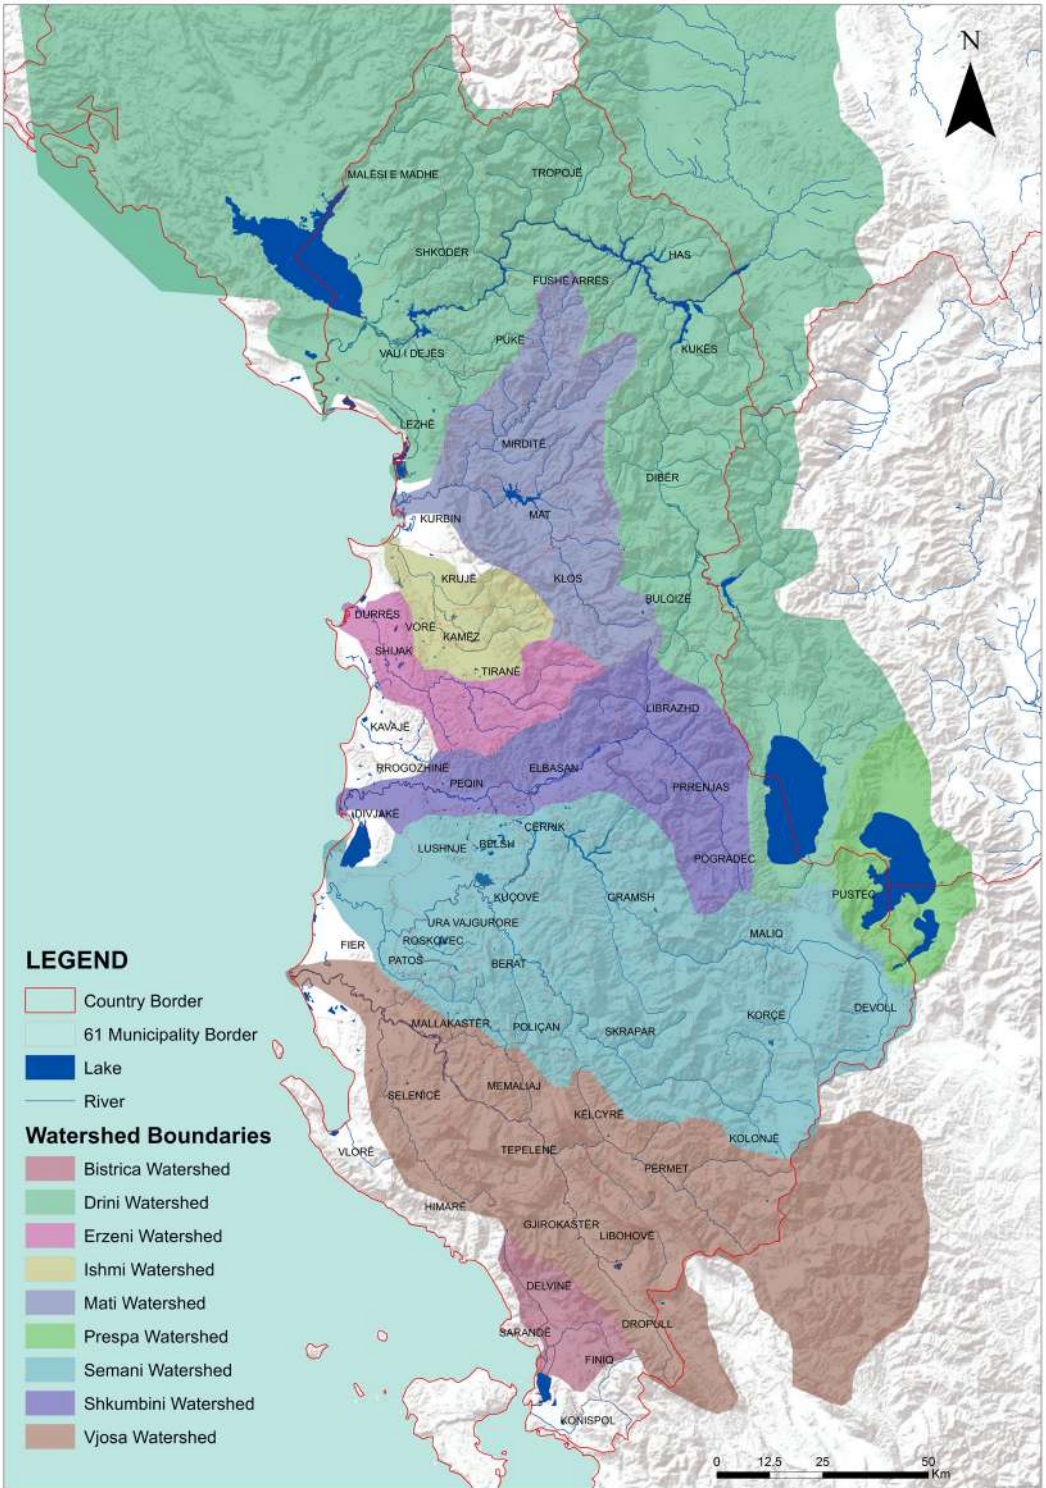 N
MALËSI E MADHE
TROPOJË
SHKODËR
HAS
FUSHË ARRËS
PUKË
KUKËS
VAU I DEJËS
LEZHË
MIRDITË
DIBËR
MAT
KURBIN
KRUJË
KLOS
BULQIZË
DURRËS
VORË
KAMËZ
SHIJAK
TIRANË
LIBRAZHD
KAVAJË
RROGOZHINË
PEQIN
ELBASAN
PRRENJAS
DIVJAKË
CËRRIK
LUSHNJE
BELSH
POGRADEC
KUÇOVË
GRAMSH
PUSTEC
URA VAJGURORE
MALIQ
FIER
ROSKOVEC
PATOS
BERAT
DEVOLL
MALLAKASTËR
POLIÇAN
SKRAPAR
KORÇË
SELENICË
MEMALIAJ
KËLCYRË
KOLONJË
VLORË
TEPELENË
PËRMET
HIMARË
GJIROKASTËR
LIBOHOVË
DELVINË
SARANDË
DROPULL
FINIQ
KONISPOL
LEGEND
Country Border
61 Municipality Border
Lake
River
Watershed Boundaries
Bistrica Watershed
Drini Watershed
Erzeni Watershed
Ishmi Watershed
Mati Watershed
Prespa Watershed
Semani Watershed
Shkumbini Watershed
Vjosa Watershed
0 12.5 25 50
Km